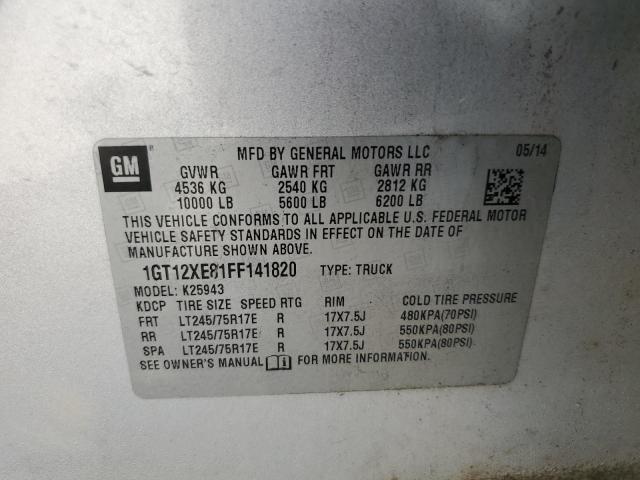 GM
MFD BY GENERAL MOTORS LLC 05/14
GVWR GAWR FRT GAWR RR
4536 KG 2540 KG 2812 KG
10000 LB 5600 LB 6200 LB
THIS VEHICLE CONFORMS TO ALL APPLICABLE U.S. FEDERAL MOTOR
VEHICLE SAFETY STANDARDS IN EFFECT ON THE DATE OF
MANUFACTURE SHOWN ABOVE.
1GT12XE81FF141820 TYPE: TRUCK
MODEL: K25943
KDCP TIRE SIZE SPEED RTG RIM COLD TIRE PRESSURE
FRT LT245/75R17E R 17X7.5J 480KPA(70PSI)
RR LT245/75R17E R 17X7.5J 550KPA(80PSI)
SPA LT245/75R17E R 17X7.5J 550KPA(80PSI)
SEE OWNER'S MANUAL FOR MORE INFORMATION.